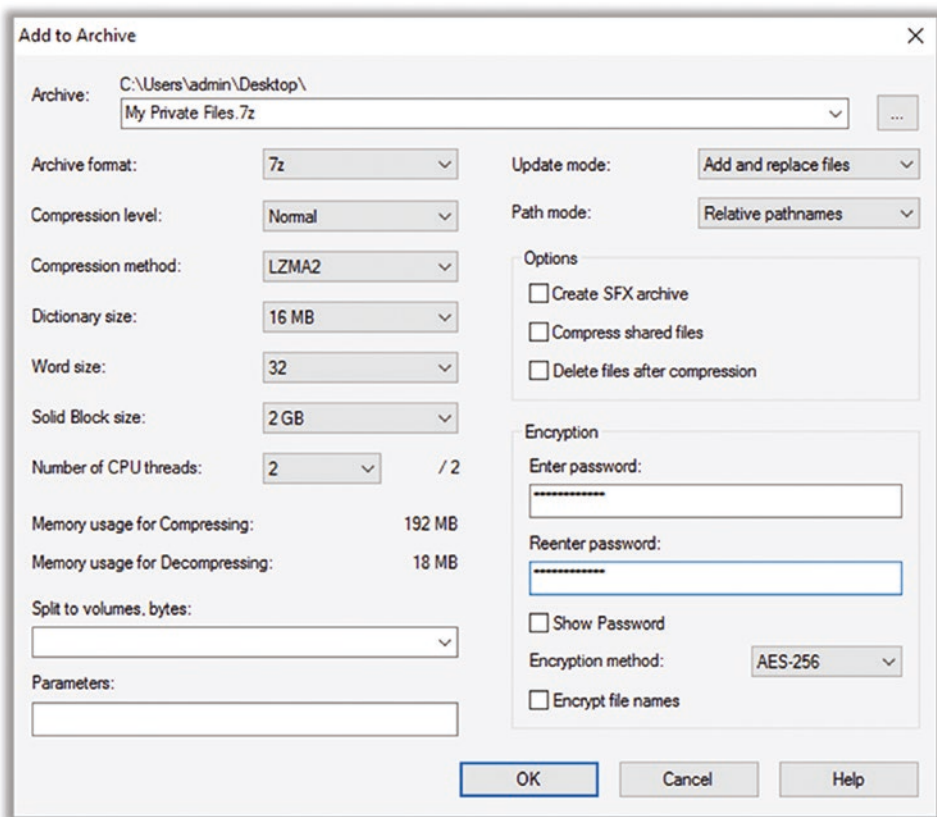 Add to Archive
Archive:
C:\Users\admin\Desktop\
My Private Files.7z
...
Archive format: 7z
Compression level: Normal
Compression method: LZMA2
Dictionary size: 16 MB
Word size: 32
Solid Block size: 2 GB
Number of CPU threads: 2 / 2
Memory usage for Compressing: 192 MB
Memory usage for Decompressing: 18 MB
Split to volumes, bytes:
Parameters:
Update mode: Add and replace files
Path mode: Relative pathnames
Options
Create SFX archive
Compress shared files
Delete files after compression
Encryption
Enter password:
Reenter password:
Show Password
Encryption method: AES-256
Encrypt file names
OK Cancel Help